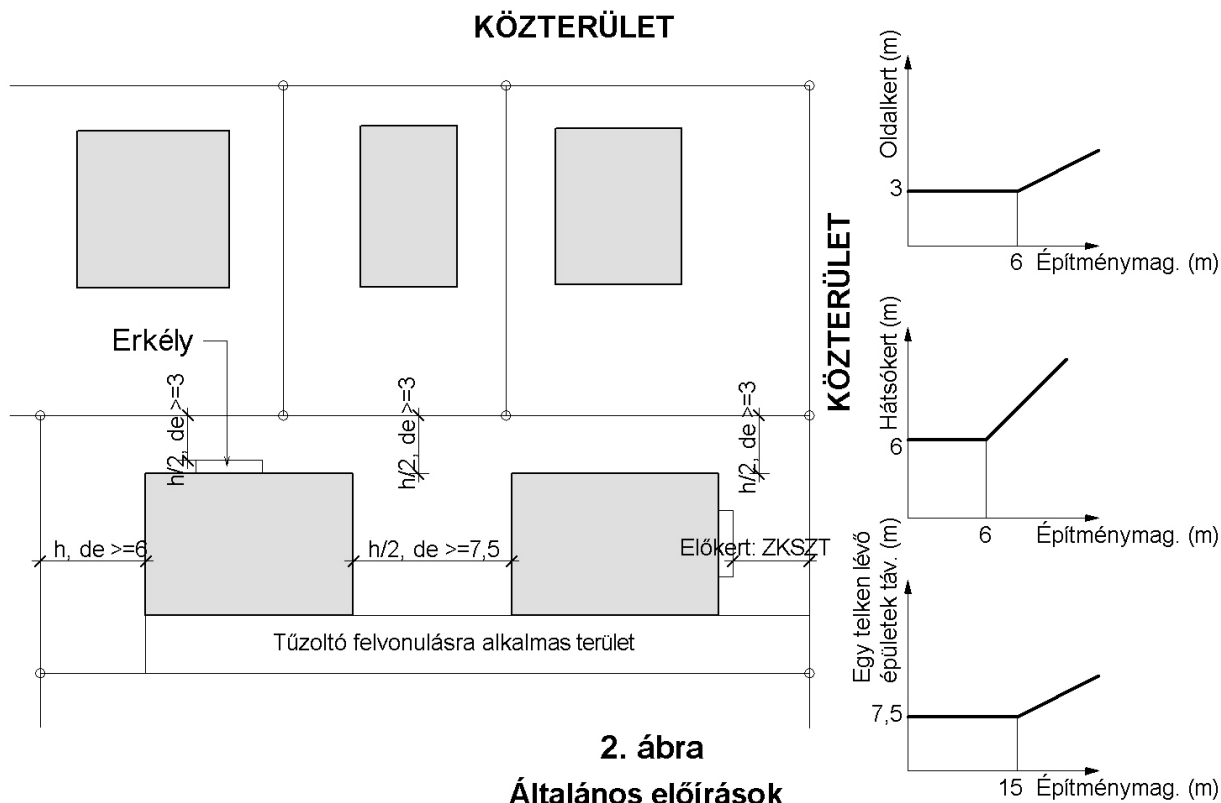 KÖZTERÜLET
KÖZTERÜLET
Erkély
h/2, de >=3
h/2, de >=3
h/2, de >=3
h, de >=6
h/2, de >=7,5
Előkert: ZKSZT
Tűzoltó felvonulásra alkalmas terület
Oldalkert (m)
3
6 Építménymag. (m)
Hátsókert (m)
6
6 Építménymag. (m)
Egy telken lévő
épületek táv. (m)
7,5
15 Építménymag. (m)
2. ábra
Általános előírások